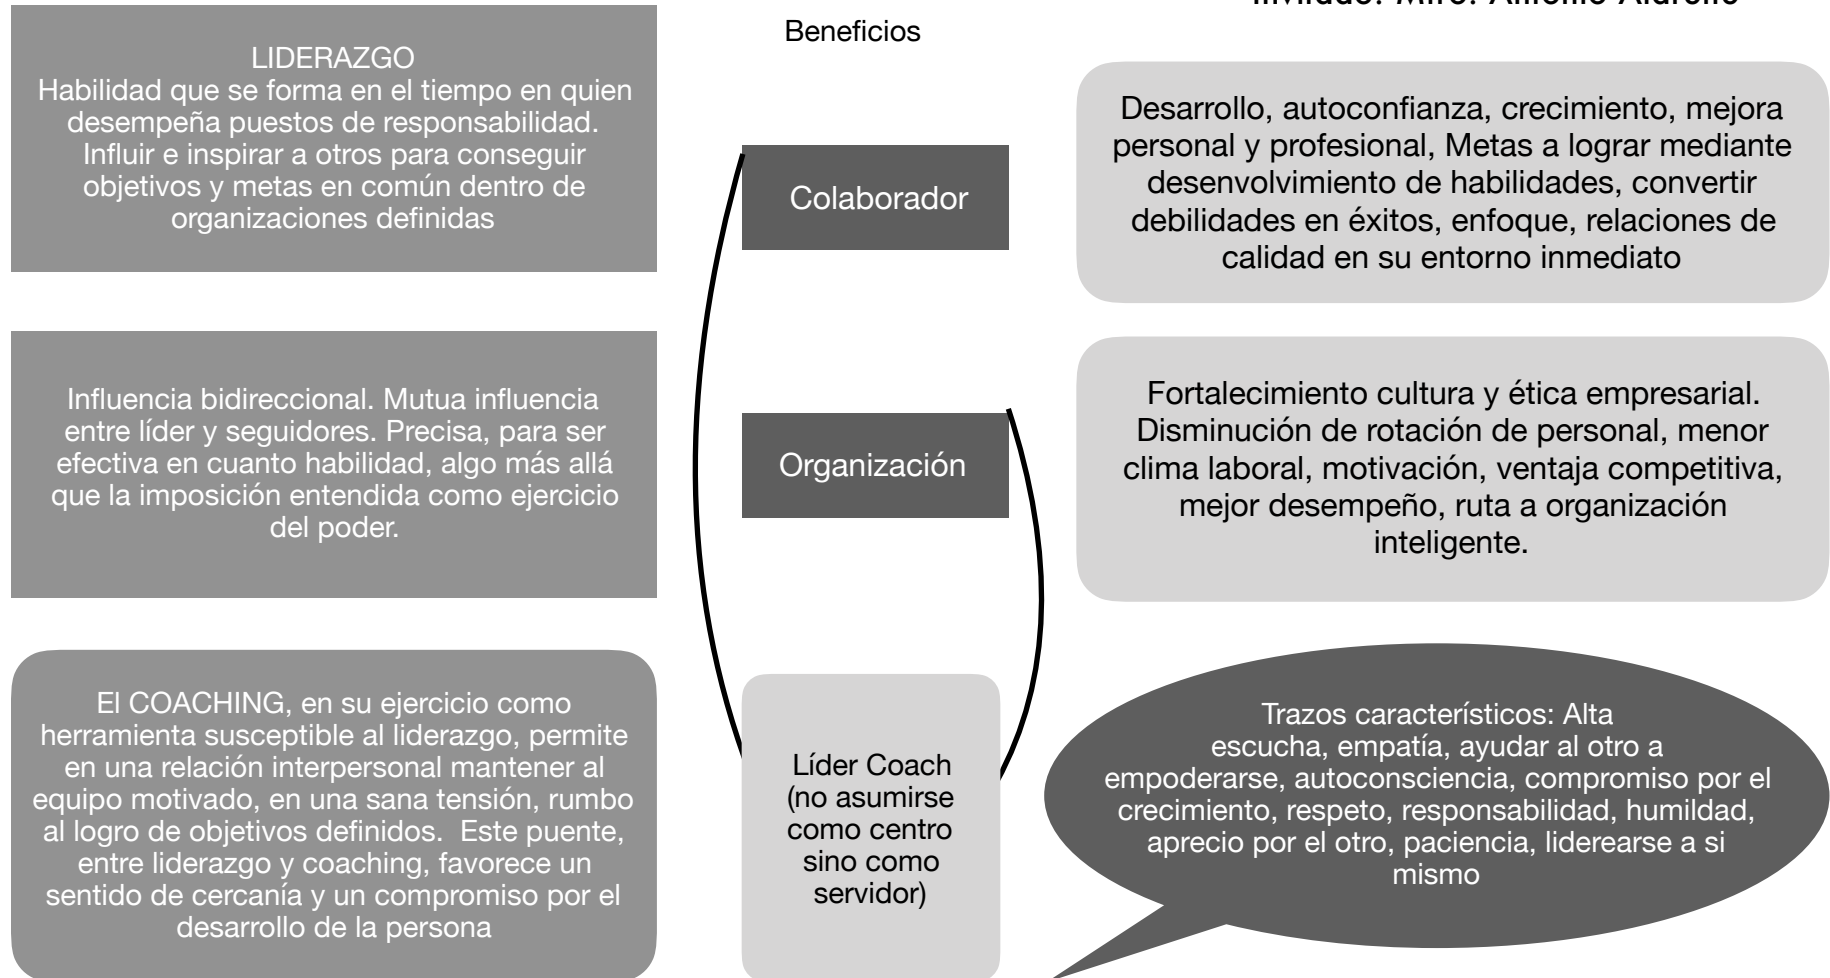 LIDERAZGO
Habilidad que se forma en el tiempo en quien
desempeña puestos de responsabilidad.
Influir e inspirar a otros para conseguir
objetivos y metas en común dentro de
organizaciones definidas
Influencia bidireccional. Mutua influencia
entre líder y seguidores. Precisa, para ser
efectiva en cuanto habilidad, algo más allá
que la imposición entendida como ejercicio
del poder.
El COACHING, en su ejercicio como
herramienta susceptible al liderazgo, permite
en una relación interpersonal mantener al
equipo motivado, en una sana tensión, rumbo
al logro de objetivos definidos. Este puente,
entre liderazgo y coaching, favorece un
sentido de cercanía y un compromiso por el
desarrollo de la persona
Beneficios
Colaborador
Organización
Líder Coach
(no asumirse
como centro
sino como
servidor)
Desarrollo, autoconfianza, crecimiento, mejora
personal y profesional, Metas a lograr mediante
desenvolvimiento de habilidades, convertir
debilidades en éxitos, enfoque, relaciones de
calidad en su entorno inmediato
Fortalecimiento cultura y ética empresarial.
Disminución de rotación de personal, menor
clima laboral, motivación, ventaja competitiva,
mejor desempeño, ruta a organización
inteligente.
Trazos característicos: Alta
escucha, empatía, ayudar al otro a
empoderarse, autoconsciencia, compromiso por el
crecimiento, respeto, responsabilidad, humildad,
aprecio por el otro, paciencia, liderearse a si
mismo